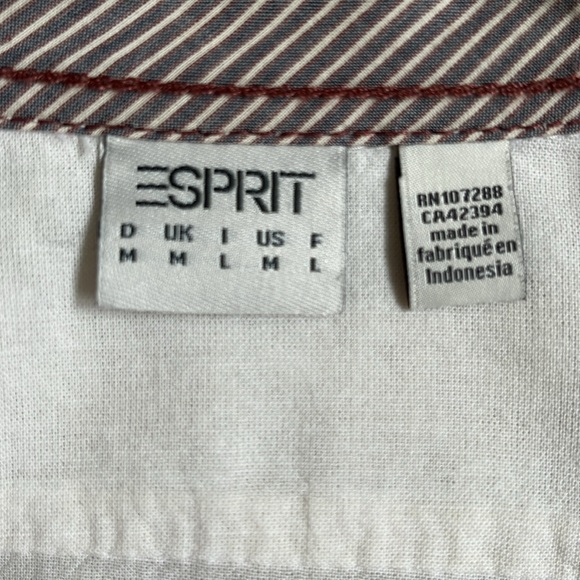 ESPRIT
D UK I US F
M M L M L
RN107288
CA42394
made in
fabriqué en
Indonesia